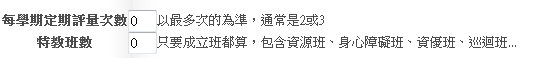 每學期定期評量次數 0 以最多次的為準，通常是2或3
特教班數 0 只要成立班都算，包含資源班、身心障礙班、資優班、巡迴班...